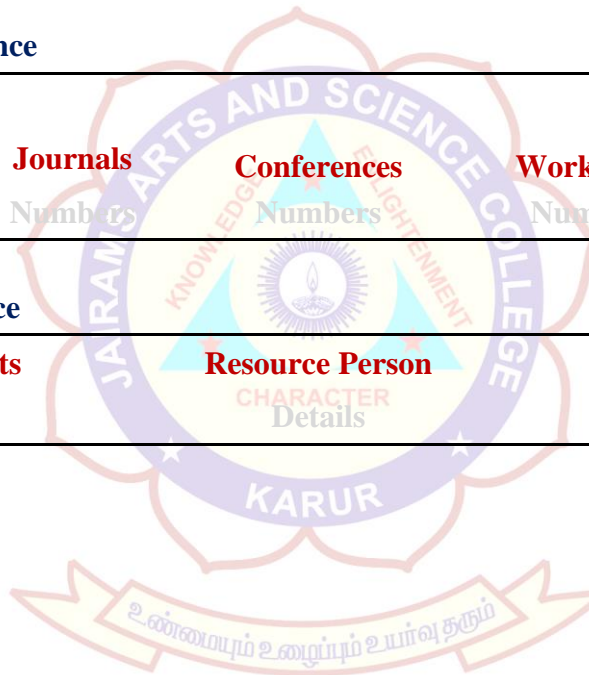 nce
Journals Conferences Work
Numbers Numbers Num
ce
ts Resource Person
Details
JAIRAMS ARTS AND SCIENCE COLLEGE
KNOWLEDGE ENLIGHTENMENT
CHARACTER
KARUR
உண்மையும் உழைப்பும் உயர்வு தரும்